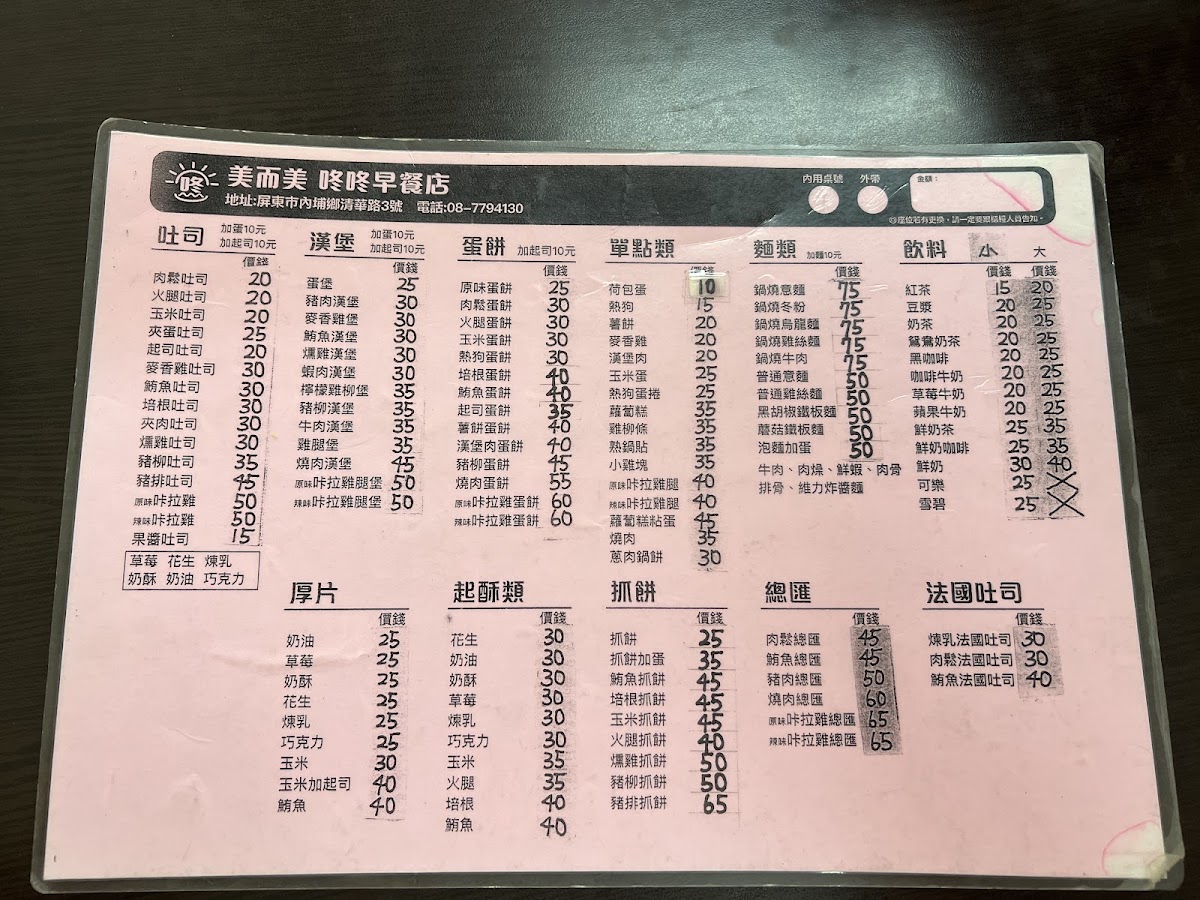 咚
美而美 咚咚早餐店
地址:屏東市內埔鄉清華路3號 電話:08-7794130
內用桌號 外帶 金額:
◎座位若有更換,請一定要跟櫃檯人員告知。
吐司 加蛋10元
加起司10元
價錢
肉鬆吐司 20
火腿吐司 20
玉米吐司 20
夾蛋吐司 25
起司吐司 20
麥香雞吐司 30
鮪魚吐司 30
培根吐司 30
夾肉吐司 30
燻雞吐司 30
豬柳吐司 35
豬排吐司 45
原味咔拉雞 50
辣味咔拉雞 50
果醬吐司 15
草莓 花生 煉乳
奶酥 奶油 巧克力
漢堡 加蛋10元
加起司10元
價錢
蛋堡 25
豬肉漢堡 30
麥香雞堡 30
鮪魚漢堡 30
燻雞漢堡 30
蝦肉漢堡 30
檸檬雞柳堡 35
豬柳漢堡 35
牛肉漢堡 35
雞腿堡 35
燒肉漢堡 45
原味咔拉雞腿堡 50
辣味咔拉雞腿堡 50
蛋餅 加起司10元
價錢
原味蛋餅 25
肉鬆蛋餅 30
火腿蛋餅 30
玉米蛋餅 30
熱狗蛋餅 30
培根蛋餅 40
鮪魚蛋餅 40
起司蛋餅 35
薯餅蛋餅 40
漢堡肉蛋餅 40
豬柳蛋餅 45
燒肉蛋餅 55
原味咔拉雞蛋餅 60
辣味咔拉雞蛋餅 60
單點類
價錢
荷包蛋 10
熱狗 15
薯餅 20
麥香雞 20
漢堡肉 20
玉米蛋 25
熱狗蛋捲 25
蘿蔔糕 35
雞柳條 35
熟鍋貼 35
小雞塊 35
原味咔拉雞腿 40
辣味咔拉雞腿 40
蘿蔔糕粘蛋 45
燒肉 35
蔥肉鍋餅 30
麵類 加麵10元
價錢
鍋燒意麵 75
鍋燒冬粉 75
鍋燒烏龍麵 75
鍋燒雞絲麵 75
鍋燒牛肉 75
普通意麵 50
普通雞絲麵 50
黑胡椒鐵板麵 50
蘑菇鐵板麵 50
泡麵加蛋 50
牛肉、肉燥、鮮蝦、肉骨
排骨、維力炸醬麵
飲料 小 大
價錢 價錢
紅茶 15 20
豆漿 20 25
奶茶 20 25
鴛鴦奶茶 20 25
黑咖啡 20 25
咖啡牛奶 20 25
草莓牛奶 20 25
蘋果牛奶 20 25
鮮奶茶 25 35
鮮奶咖啡 25 35
鮮奶 30 40
可樂 25 X
雪碧 25 X
厚片
價錢
奶油 25
草莓 25
奶酥 25
花生 25
煉乳 25
巧克力 25
玉米 30
玉米加起司 40
鮪魚 40
起酥類
價錢
花生 30
奶油 30
奶酥 30
草莓 30
煉乳 30
巧克力 30
玉米 35
火腿 35
培根 40
鮪魚 40
抓餅
價錢
抓餅 25
抓餅加蛋 35
鮪魚抓餅 45
培根抓餅 45
玉米抓餅 45
火腿抓餅 40
燻雞抓餅 50
豬柳抓餅 50
豬排抓餅 65
總匯
價錢
肉鬆總匯 45
鮪魚總匯 45
豬肉總匯 50
燒肉總匯 60
原味咔拉雞總匯 65
辣味咔拉雞總匯 65
法國吐司
價錢
煉乳法國吐司 30
肉鬆法國吐司 30
鮪魚法國吐司 40